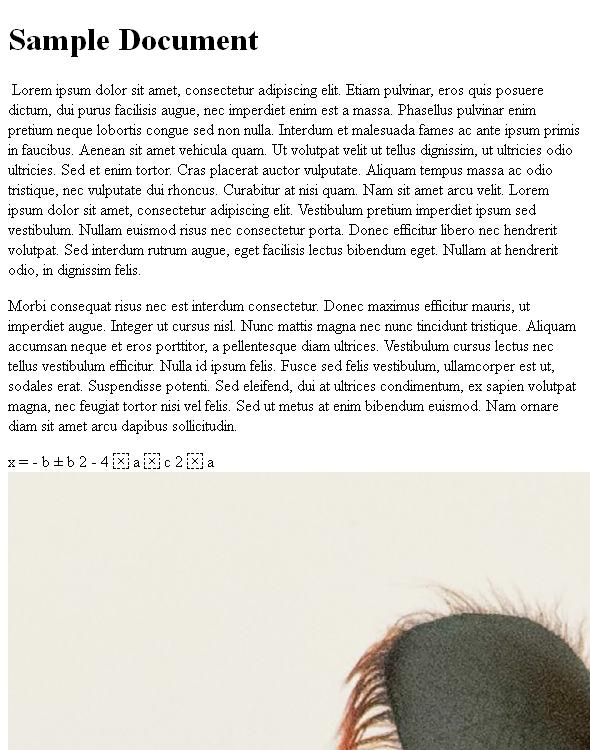 Sample Document
Lorem ipsum dolor sit amet, consectetur adipiscing elit. Etiam pulvinar, eros quis posuere
dictum, dui purus facilisis augue, nec imperdiet enim est a massa. Phasellus pulvinar enim
pretium neque lobortis congue sed non nulla. Interdum et malesuada fames ac ante ipsum primis
in faucibus. Aenean sit amet vehicula quam. Ut volutpat velit ut tellus dignissim, ut ultricies odio
ultricies. Sed et enim tortor. Cras placerat auctor vulputate. Aliquam tempus massa ac odio
tristique, nec vulputate dui rhoncus. Curabitur at nisi quam. Nam sit amet arcu velit. Lorem
ipsum dolor sit amet, consectetur adipiscing elit. Vestibulum pretium imperdiet ipsum sed
vestibulum. Nullam euismod risus nec consectetur porta. Donec efficitur libero nec hendrerit
volutpat. Sed interdum rutrum augue, eget facilisis lectus bibendum eget. Nullam at hendrerit
odio, in dignissim felis.
Morbi consequat risus nec est interdum consectetur. Donec maximus efficitur mauris, ut
imperdiet augue. Integer ut cursus nisl. Nunc mattis magna nec nunc tincidunt tristique. Aliquam
accumsan neque et eros porttitor, a pellentesque diam ultrices. Vestibulum cursus lectus nec
tellus vestibulum efficitur. Nulla id ipsum felis. Fusce sed felis vestibulum, ullamcorper est ut,
sodales erat. Suspendisse potenti. Sed eleifend, dui at ultrices condimentum, ex sapien volutpat
magna, nec feugiat tortor nisi vel felis. Sed ut metus at enim bibendum euismod. Nam ornare
diam sit amet arcu dapibus sollicitudin.
x = - b ± b 2 - 4 a c 2 a